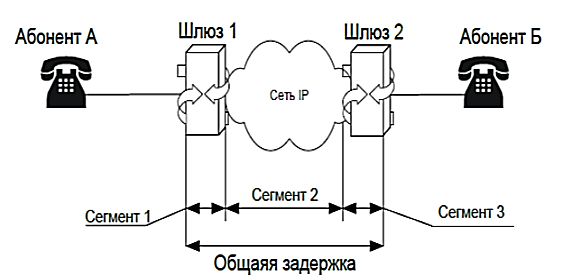 Абонент А
Шлюз 1
Шлюз 2
Абонент Б
Сеть IP
Сегмент 1
Сегмент 2
Сегмент 3
Общаяя задержка